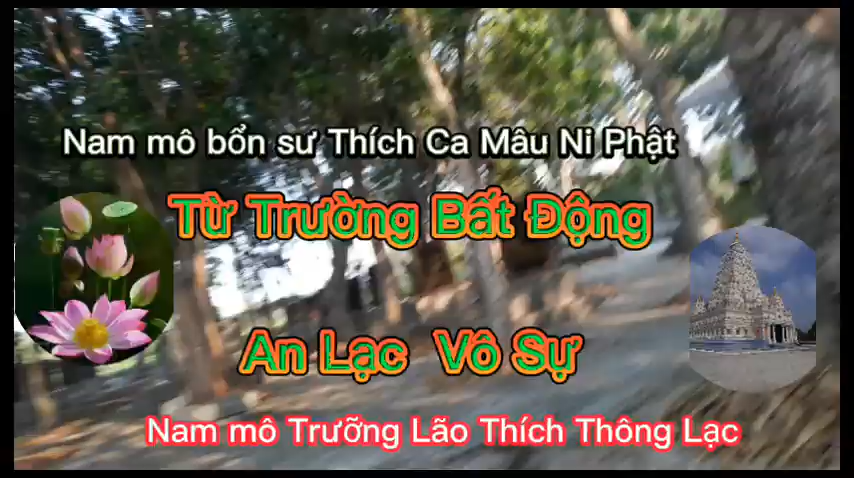 Nam mô bổn sư Thích Ca Mâu Ni Phật
Từ Trường Bất Động
An Lạc Vô Sự
Nam mô Trưỡng Lão Thích Thông Lạc